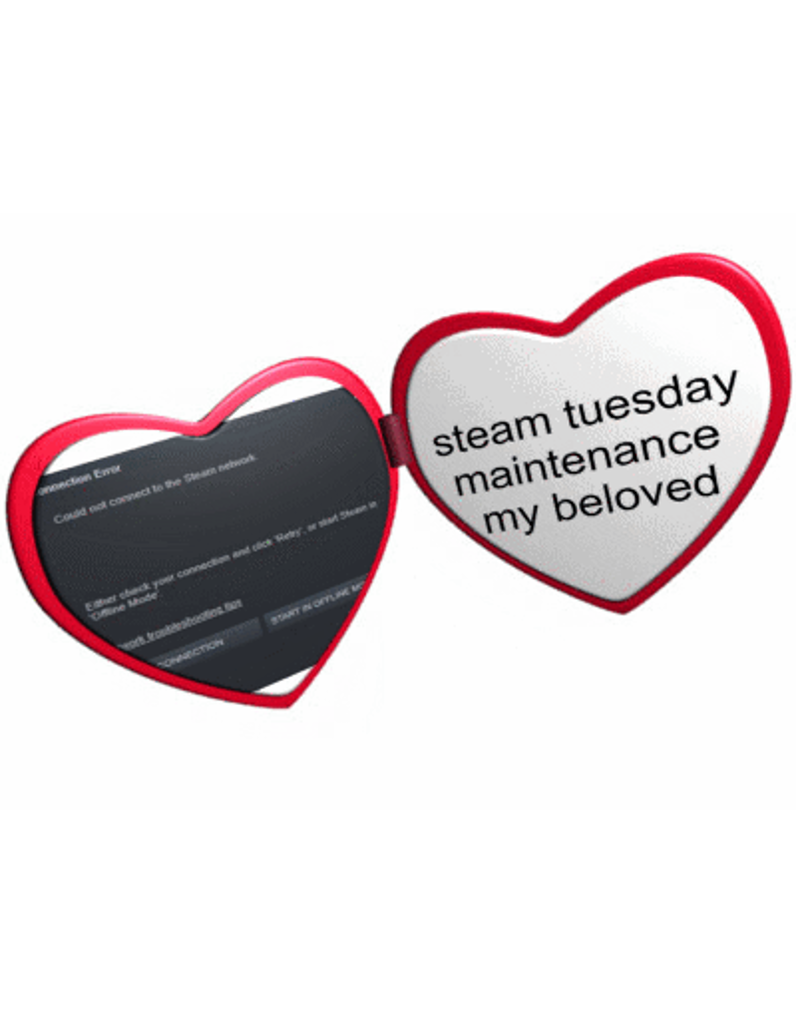 onnection Error
Could not connect to the Steam network.
Either check your connection and click 'Retry', or start Steam in
'Offline Mode'
work troubleshooting tips
CONNECTION
START IN OFFLINE MO
steam tuesday
maintenance
my beloved